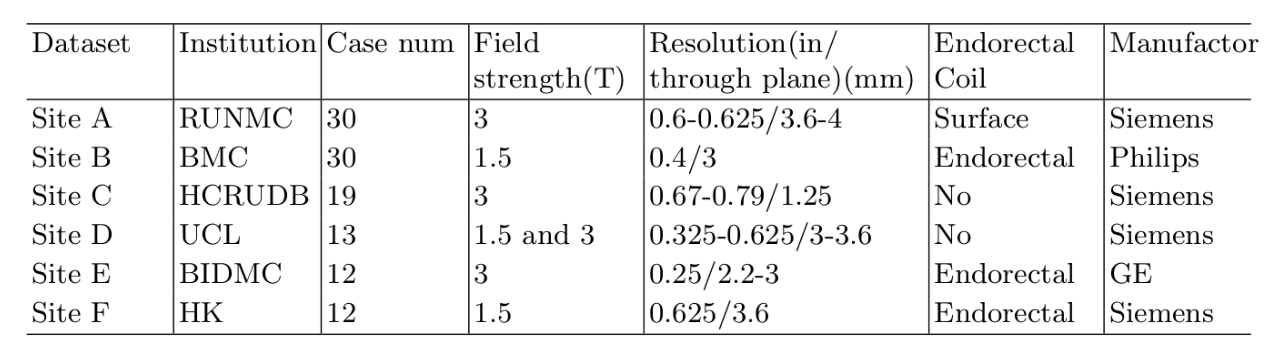 Dataset Institution Case num Field strength(T) Resolution(in/ through plane)(mm) Endorectal Coil Manufactor
Site A RUNMC 30 3 0.6-0.625/3.6-4 Surface Siemens
Site B BMC 30 1.5 0.4/3 Endorectal Philips
Site C HCRUDB 19 3 0.67-0.79/1.25 No Siemens
Site D UCL 13 1.5 and 3 0.325-0.625/3-3.6 No Siemens
Site E BIDMC 12 3 0.25/2.2-3 Endorectal GE
Site F HK 12 1.5 0.625/3.6 Endorectal Siemens